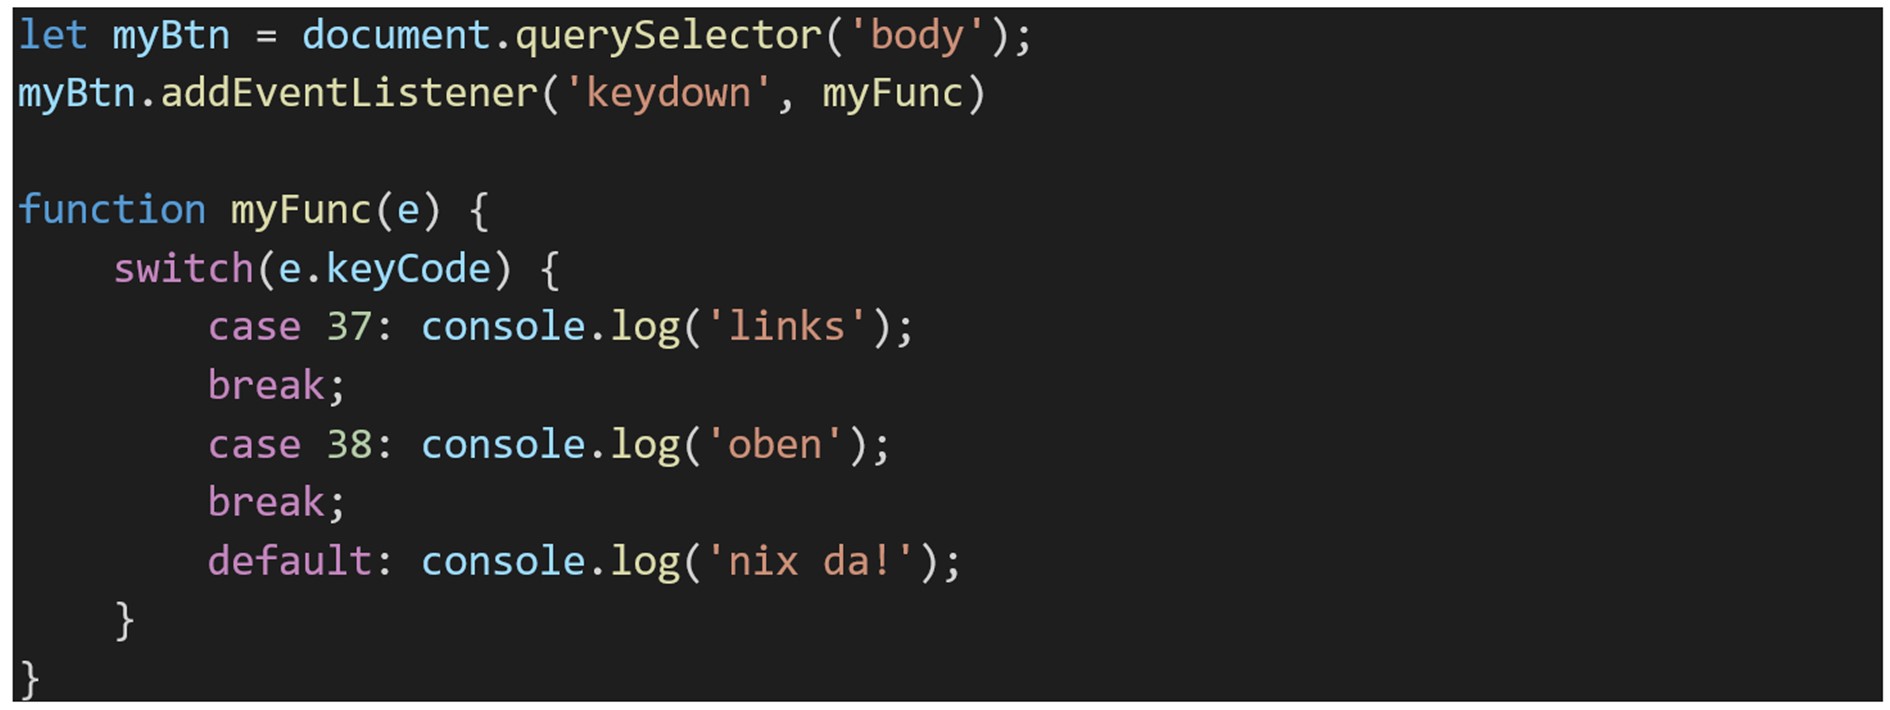 let myBtn = document.querySelector('body');
myBtn.addEventListener('keydown', myFunc)

function myFunc(e) {
    switch(e.keyCode) {
        case 37: console.log('links');
        break;
        case 38: console.log('oben');
        break;
        default: console.log('nix da!');
    }
}